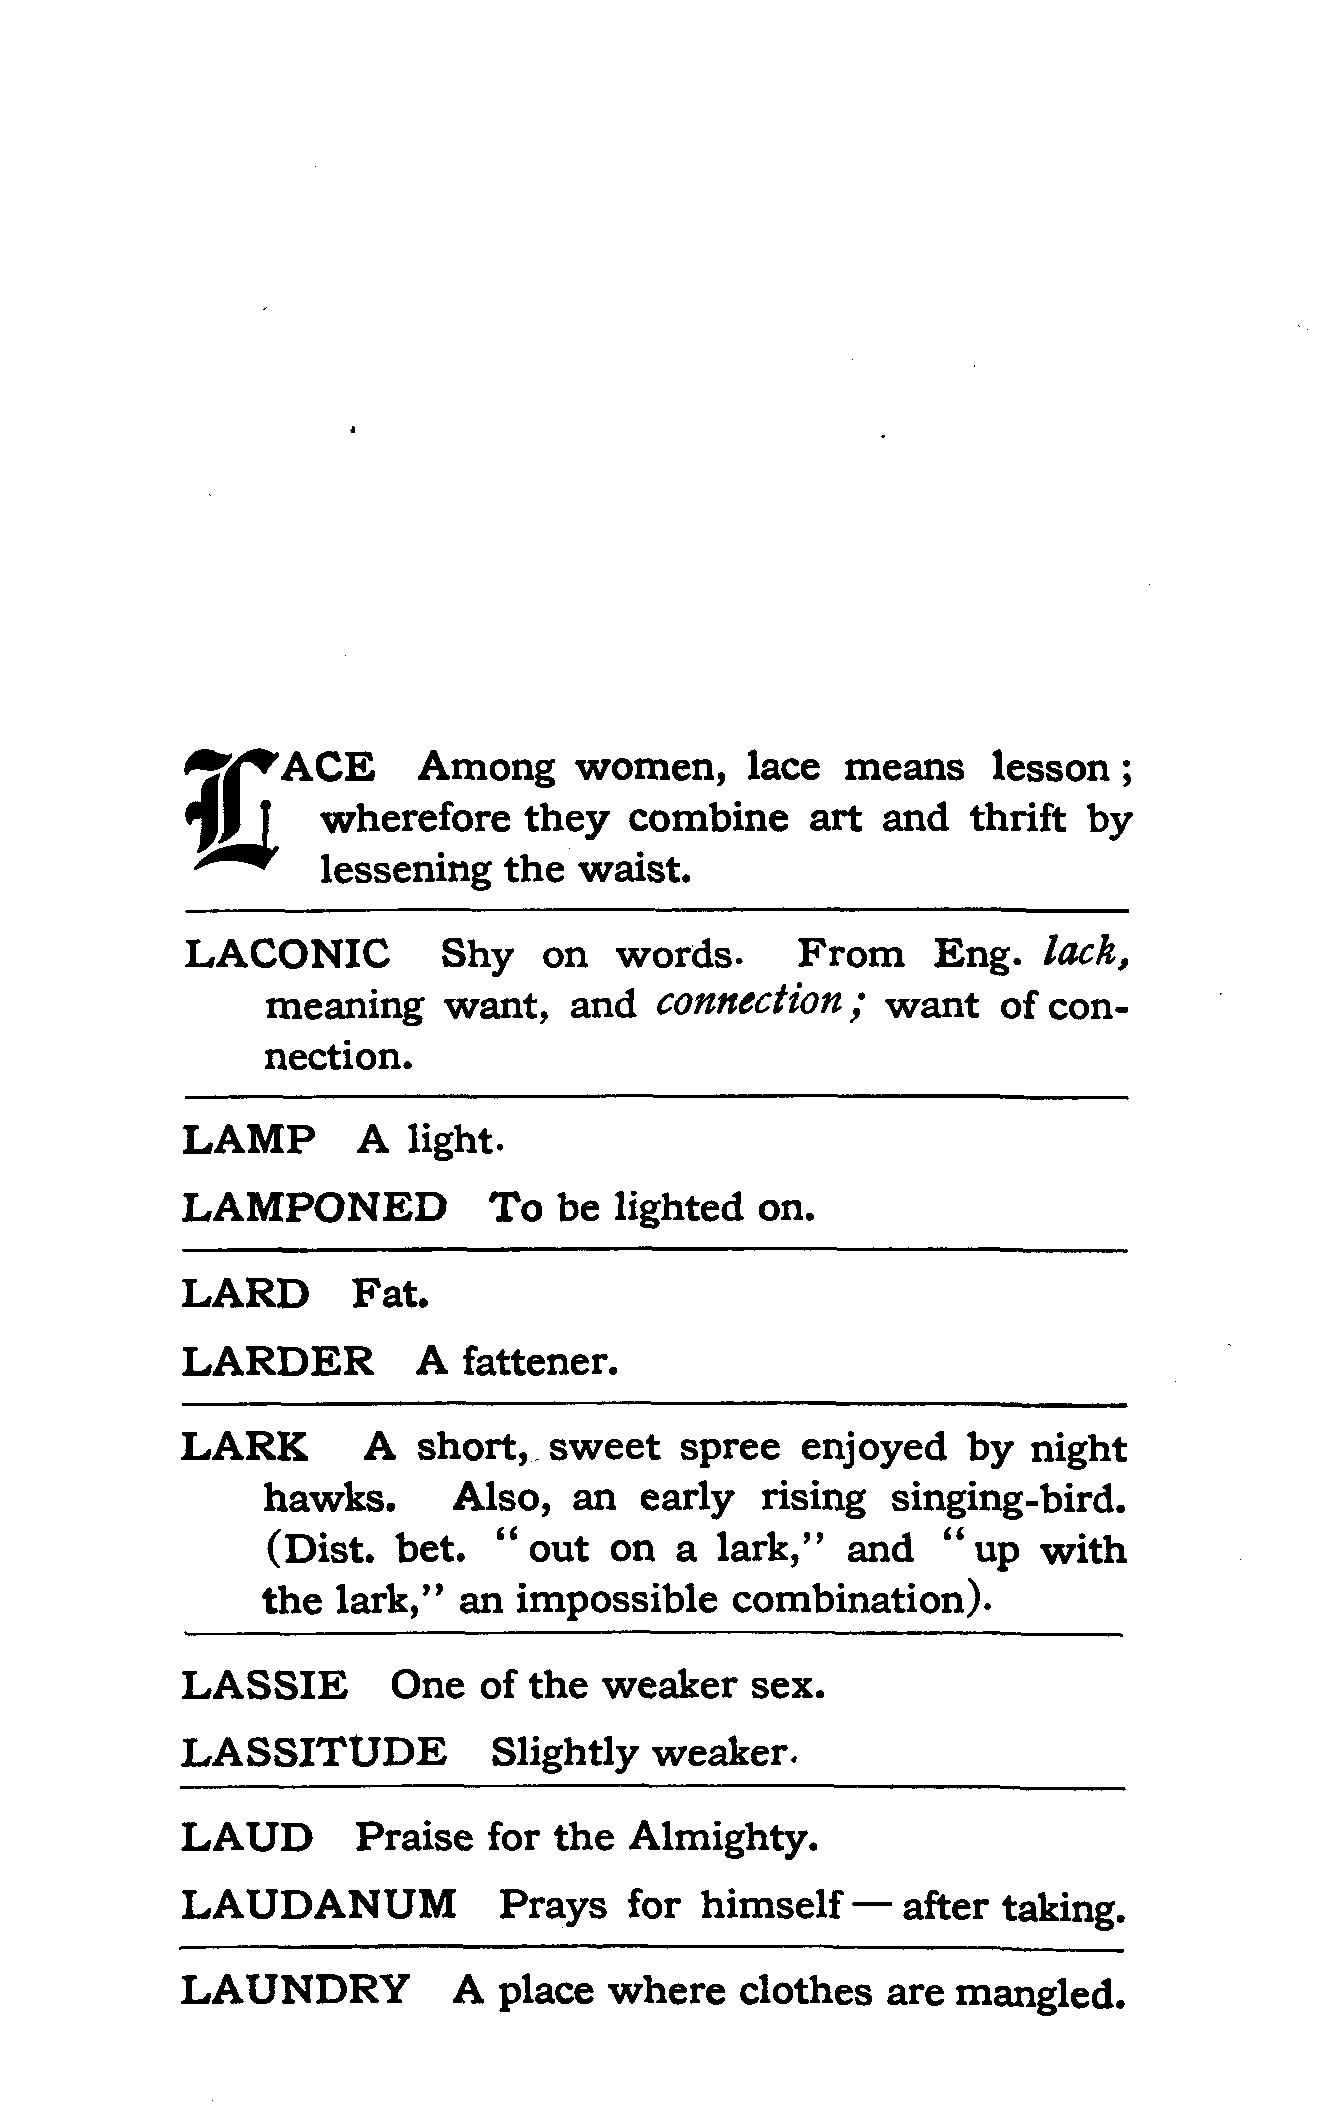 LACE Among women, lace means lesson;
wherefore they combine art and thrift by
lessening the waist.
LACONIC Shy on words. From Eng. lack,
meaning want, and connection; want of con-
nection.
LAMP A light.
LAMPONED To be lighted on.
LARD Fat.
LARDER A fattener.
LARK A short, sweet spree enjoyed by night
hawks. Also, an early rising singing-bird.
(Dist. bet. "out on a lark," and "up with
the lark," an impossible combination).
LASSIE One of the weaker sex.
LASSITUDE Slightly weaker.
LAUD Praise for the Almighty.
LAUDANUM Prays for himself — after taking.
LAUNDRY A place where clothes are mangled.